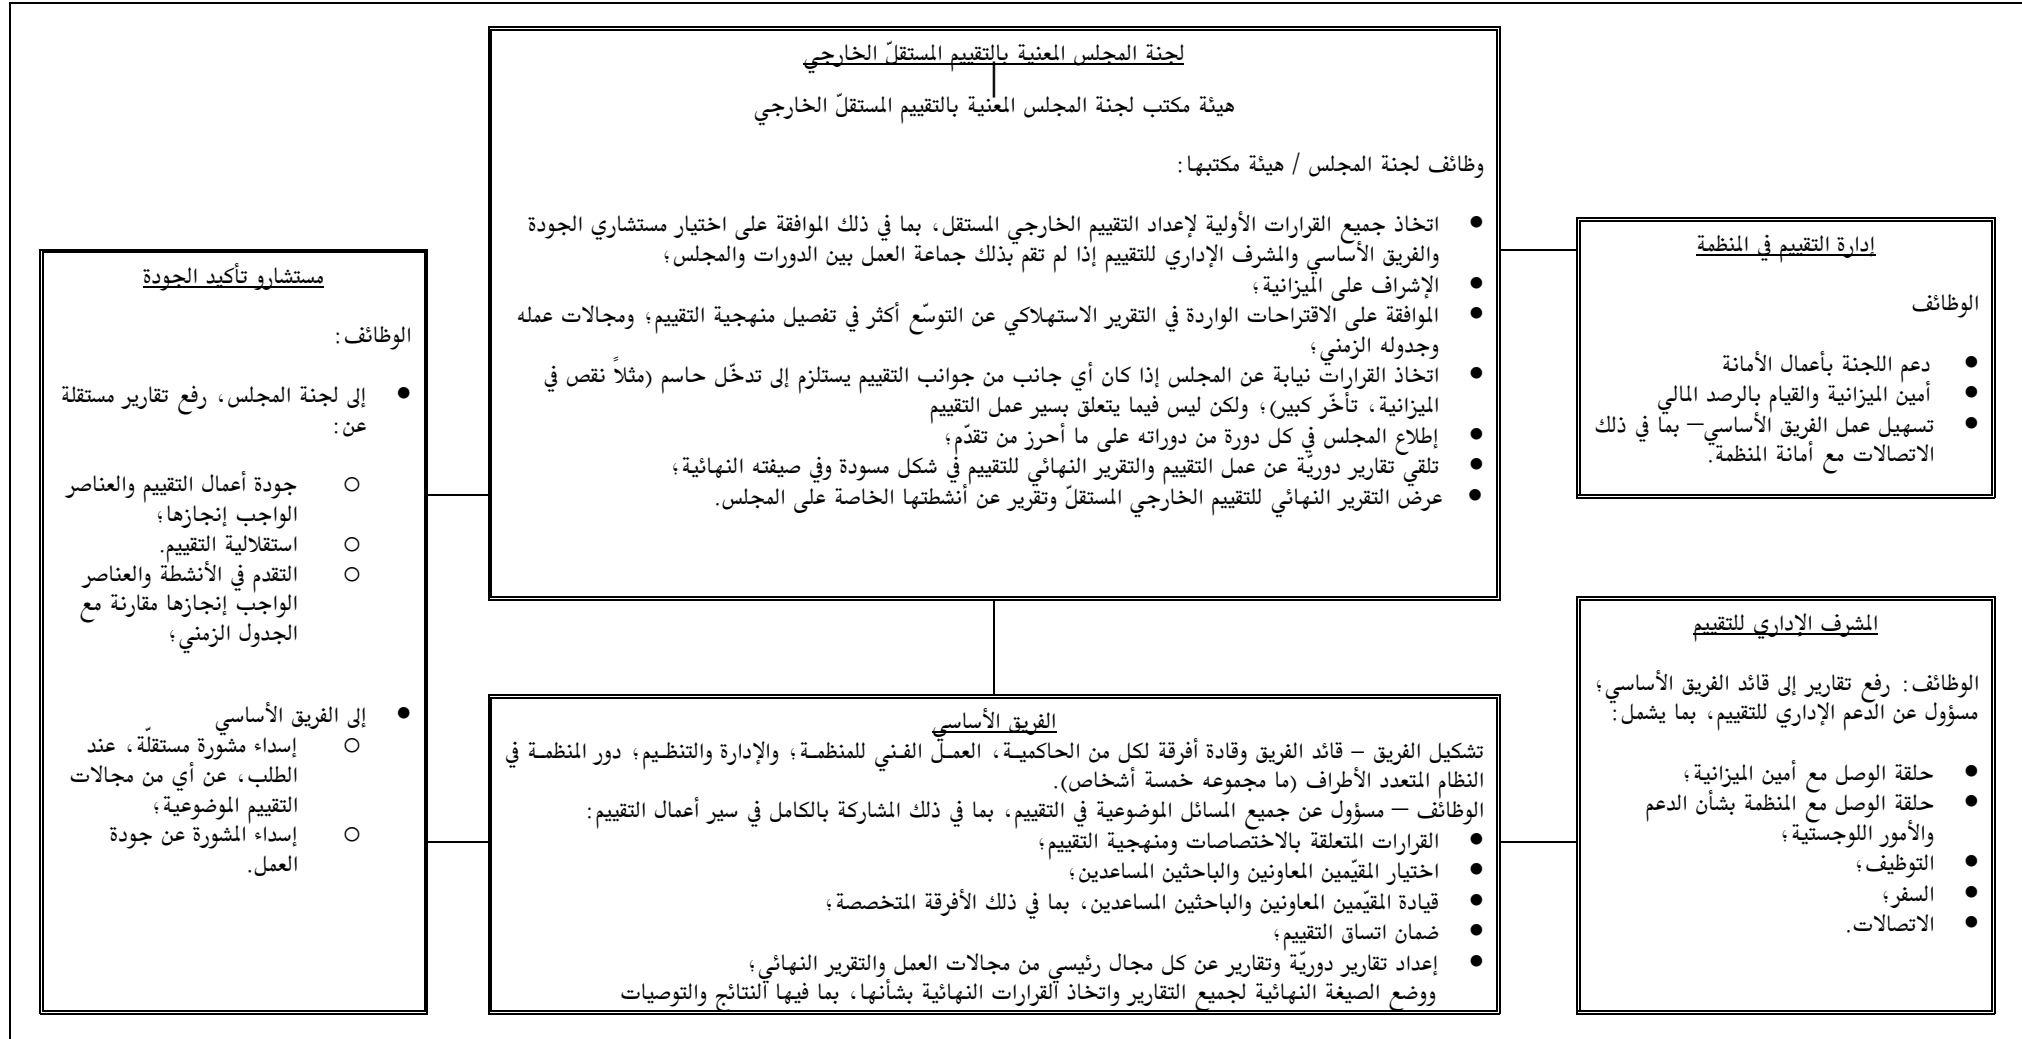 لجنة المجلس المعنية بالتقييم المستقلّ الخارجي
هيئة مكتب لجنة المجلس المعنية بالتقييم المستقلّ الخارجي
وظائف لجنة المجلس / هيئة مكتبها:
● اتخاذ جميع القرارات الأولية لإعداد التقييم الخارجي المستقل، بما في ذلك الموافقة على اختيار مستشاري الجودة
والفريق الأساسي والمشرف الإداري للتقييم إذا لم تقم بذلك جماعة العمل بين الدورات والمجلس؛
● الإشراف على الميزانية؛
● الموافقة على الاقتراحات الواردة في التقرير الاستهلاكي عن التوسّع أكثر في تفصيل منهجية التقييم؛ ومجالات عمله
وجدوله الزمني؛
● اتخاذ القرارات نيابة عن المجلس إذا كان أي جانب من جوانب التقييم يستلزم إلى تدخّل حاسم (مثلاً نقص في
الميزانية، تأخّر كبير)؛ ولكن ليس فيما يتعلق بسير عمل التقييم
● إطلاع المجلس في كل دورة من دوراته على ما أحرز من تقدّم؛
● تلقي تقارير دوريّة عن عمل التقييم والتقرير النهائي للتقييم في شكل مسودة وفي صيفته النهائية؛
● عرض التقرير النهائي للتقييم الخارجي المستقلّ وتقرير عن أنشطتها الخاصة على المجلس.
إدارة التقييم في المنظمة
الوظائف
● دعم اللجنة بأعمال الأمانة
● أمين الميزانية والقيام بالرصد المالي
● تسهيل عمل الفريق الأساسي– بما في ذلك
الاتصالات مع أمانة المنظمة.
مستشارو تأكيد الجودة
الوظائف:
● إلى لجنة المجلس، رفع تقارير مستقلة
عن:
○ جودة أعمال التقييم والعناصر
الواجب إنجازها؛
○ استقلالية التقييم.
○ التقدم في الأنشطة والعناصر
الواجب إنجازها مقارنة مع
الجدول الزمني؛
● إلى الفريق الأساسي
○ إسداء مشورة مستقلّة، عند
الطلب، عن أي من مجالات
التقييم الموضوعية؛
○ إسداء المشورة عن جودة
العمل.
الفريق الأساسي
تشكيل الفريق – قائد الفريق وقادة أفرقة لكل من الحاكميـة، العمـل الفـني للمنظمـة؛ والإدارة والتنظـيم؛ دور المنظمـة في
النظام المتعدد الأطراف (ما مجموعه خمسة أشخاص).
الوظائف – مسؤول عن جميع المسائل الموضوعية في التقييم، بما في ذلك المشاركة بالكامل في سير أعمال التقييم:
● القرارات المتعلقة بالاختصاصات ومنهجية التقييم؛
● اختيار المقيّمين المعاونين والباحثين المساعدين؛
● قيادة المقيّمين المعاونين والباحثين المساعدين، بما في ذلك الأفرقة المتخصصة؛
● ضمان اتساق التقييم؛
● إعداد تقارير دوريّة وتقارير عن كل مجال رئيسي من مجالات العمل والتقرير النهائي؛
ووضع الصيغة النهائية لجميع التقارير واتخاذ القرارات النهائية بشأنها، بما فيها النتائج والتوصيات
المشرف الإداري للتقييم
الوظائف: رفع تقارير إلى قائد الفريق الأساسي؛
مسؤول عن الدعم الإداري للتقييم، بما يشمل:
● حلقة الوصل مع أمين الميزانية؛
● حلقة الوصل مع المنظمة بشأن الدعم
والأمور اللوجستية؛
● التوظيف؛
● السفر؛
● الاتصالات.